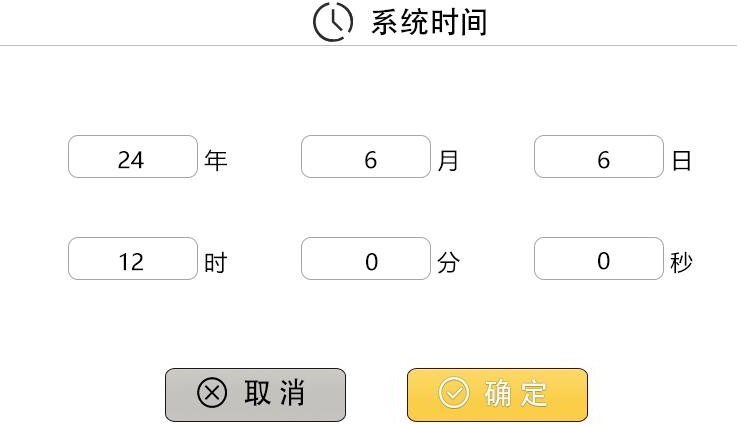 系统时间
24 年 6 月 6 日
12 时 0 分 0 秒
取消 确定